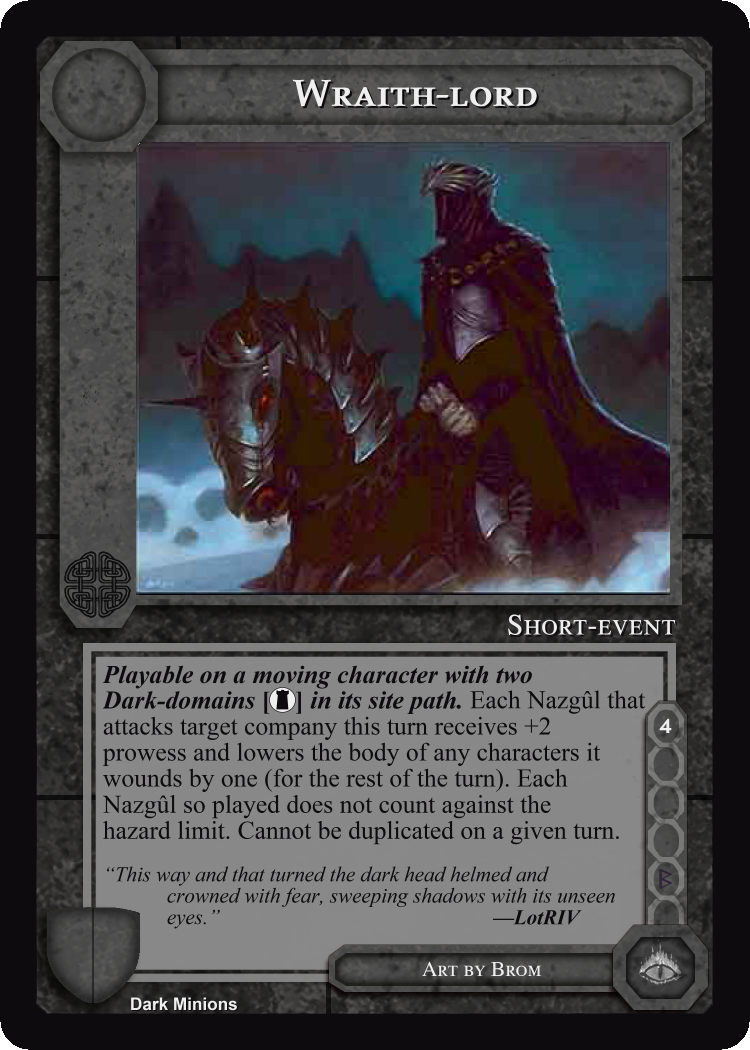 Wraith-lord
Short-event
Playable on a moving character with two
Dark-domains [] in its site path. Each Nazgûl that
attacks target company this turn receives +2
prowess and lowers the body of any characters it
wounds by one (for the rest of the turn). Each
Nazgûl so played does not count against the
hazard limit. Cannot be duplicated on a given turn.
4
“This way and that turned the dark head helmed and
crowned with fear, sweeping shadows with its unseen
eyes.” —LotRIV
B
Art by Brom
Dark Minions